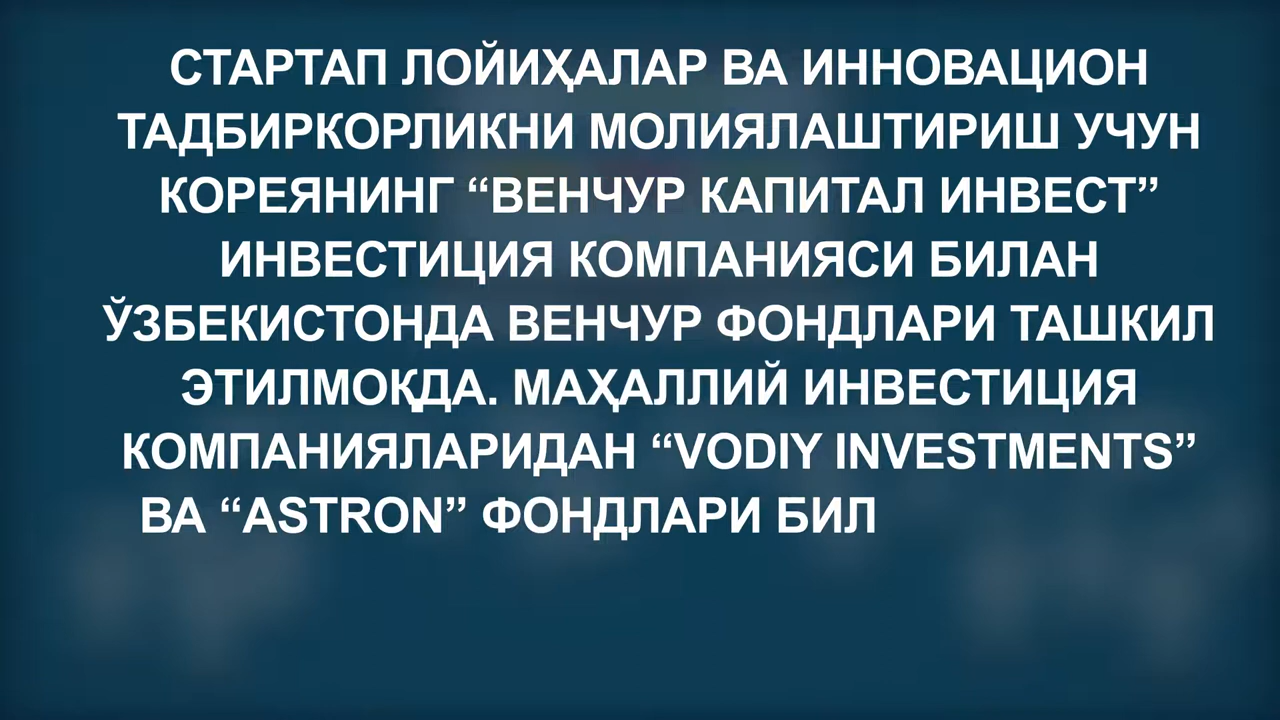 СТАРТАП ЛОЙИҲАЛАР ВА ИННОВАЦИОН
ТАДБИРКОРЛИКНИ МОЛИЯЛАШТИРИШ УЧУН
КОРЕЯНИНГ “ВЕНЧУР КАПИТАЛ ИНВЕСТ”
ИНВЕСТИЦИЯ КОМПАНИЯСИ БИЛАН
ЎЗБЕКИСТОНДА ВЕНЧУР ФОНДЛАРИ ТАШКИЛ
ЭТИЛМОҚДА. МАҲАЛЛИЙ ИНВЕСТИЦИЯ
КОМПАНИЯЛАРИДАН “VODIY INVESTMENTS”
ВА “ASTRON” ФОНДЛАРИ БИЛ